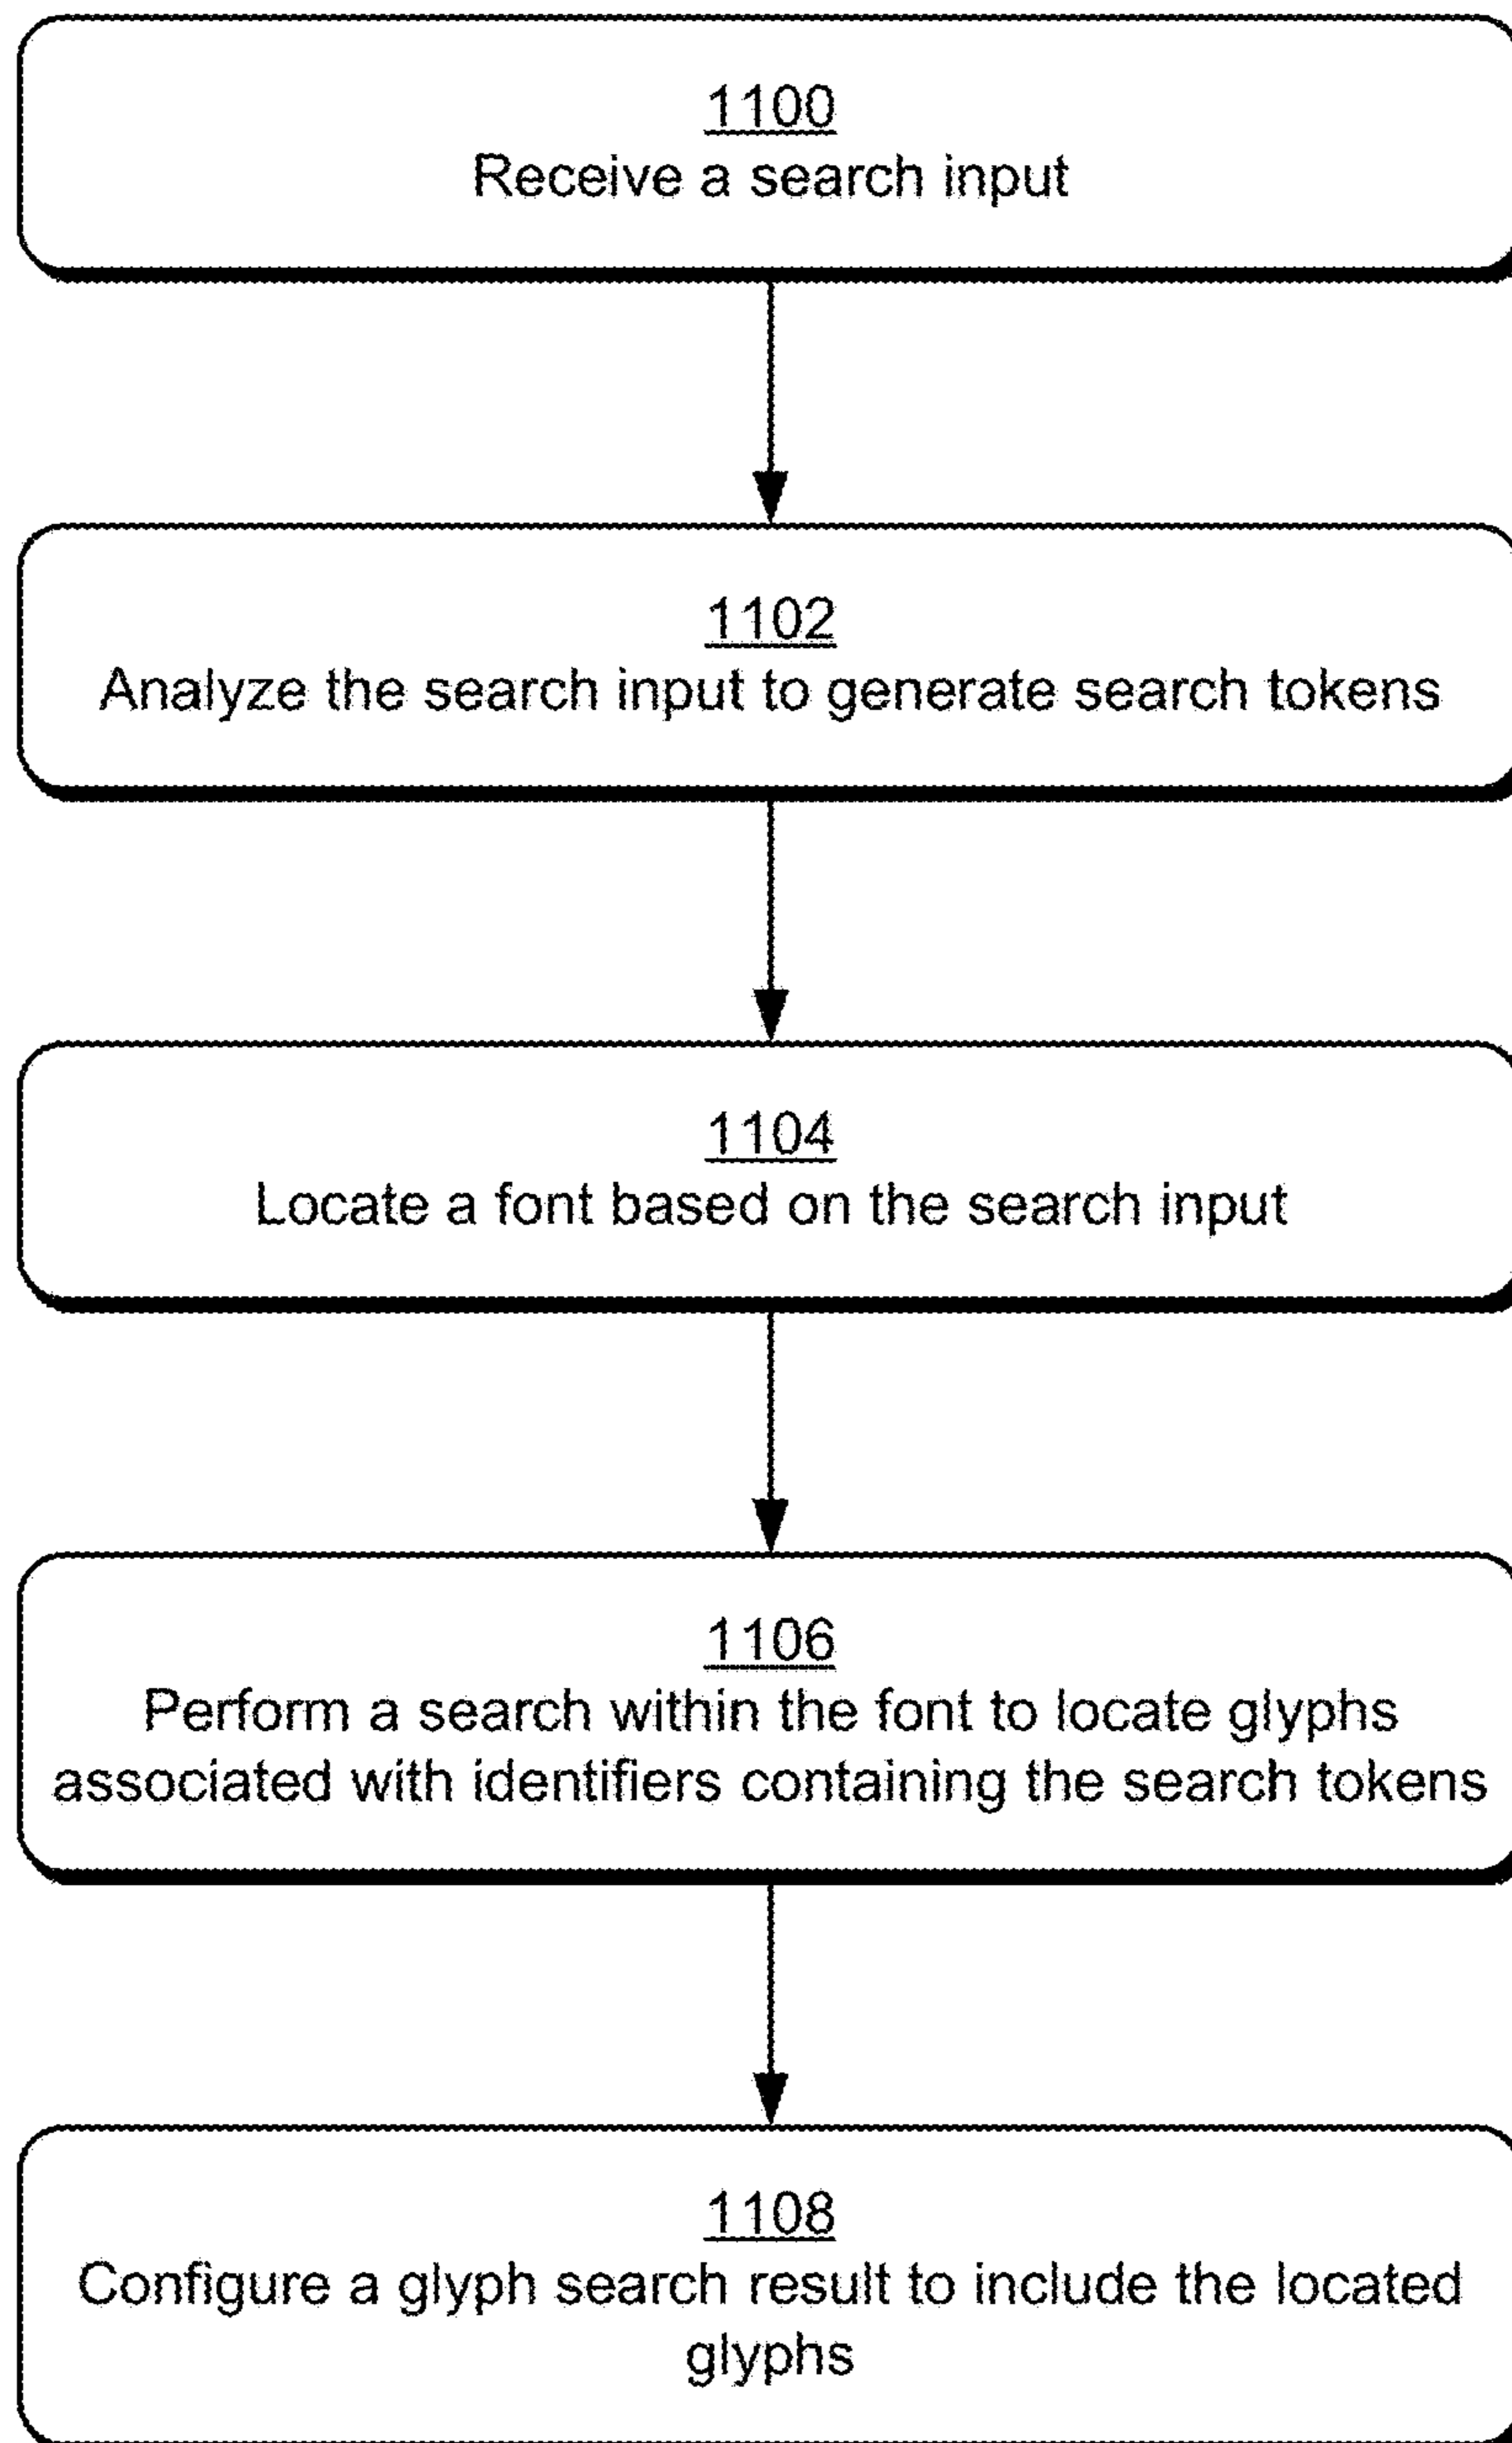 1100
Receive a search input
1102
Analyze the search input to generate search tokens
1104
Locate a font based on the search input
1106
Perform a search within the font to locate glyphs
associated with identifiers containing the search tokens
1108
Configure a glyph search result to include the located
glyphs